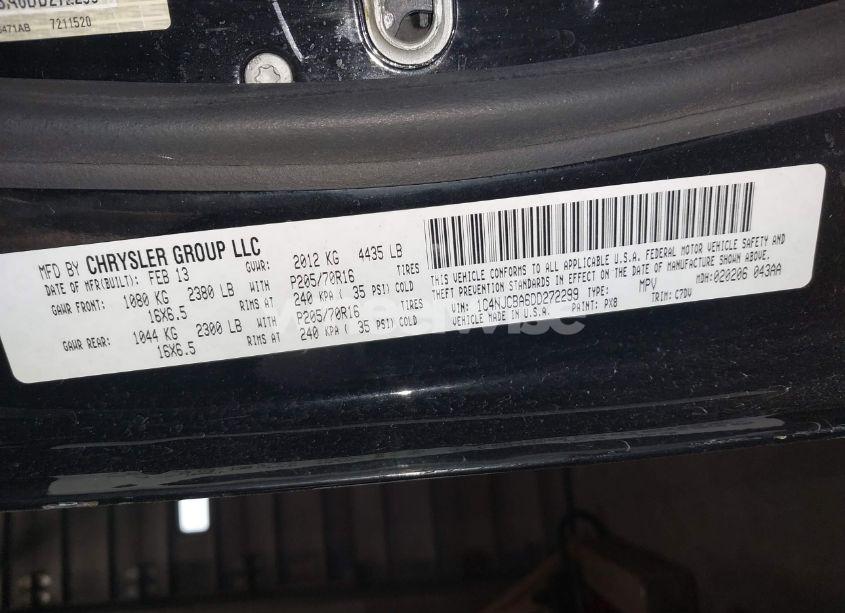 471AB 7211520
MFD BY CHRYSLER GROUP LLC
DATE OF MFR(BUILT): FEB 13 GVWR: 2012 KG 4435 LB
GAWR FRONT: 1080 KG 2380 LB WITH P205/70R16 TIRES
16X6.5 RIMS AT 240 KPA ( 35 PSI) COLD
GAWR REAR: 1044 KG 2300 LB WITH P205/70R16 TIRES
16X6.5 RIMS AT 240 KPA ( 35 PSI) COLD
THIS VEHICLE CONFORMS TO ALL APPLICABLE U.S.A. FEDERAL MOTOR VEHICLE SAFETY AND
THEFT PREVENTION STANDARDS IN EFFECT ON THE DATE OF MANUFACTURE SHOWN ABOVE.
VIN: 1C4NJCBA6DD272299 TYPE: MPV MDH:020206 043AA
VEHICLE MADE IN U.S.A. PAINT: PX8 TRIM: C7DV